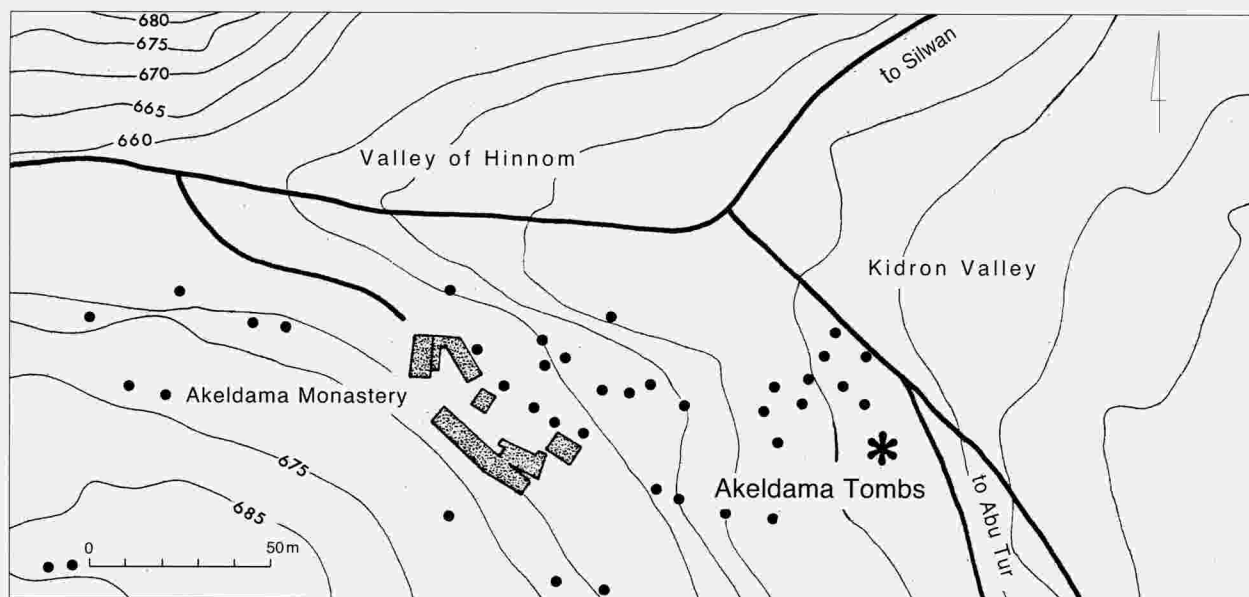 680
675
670
665
660
to Silwan
Valley of Hinnom
Kidron Valley
Akeldama Monastery
675
Akeldama Tombs
685
to Abu Tur
0 50 m